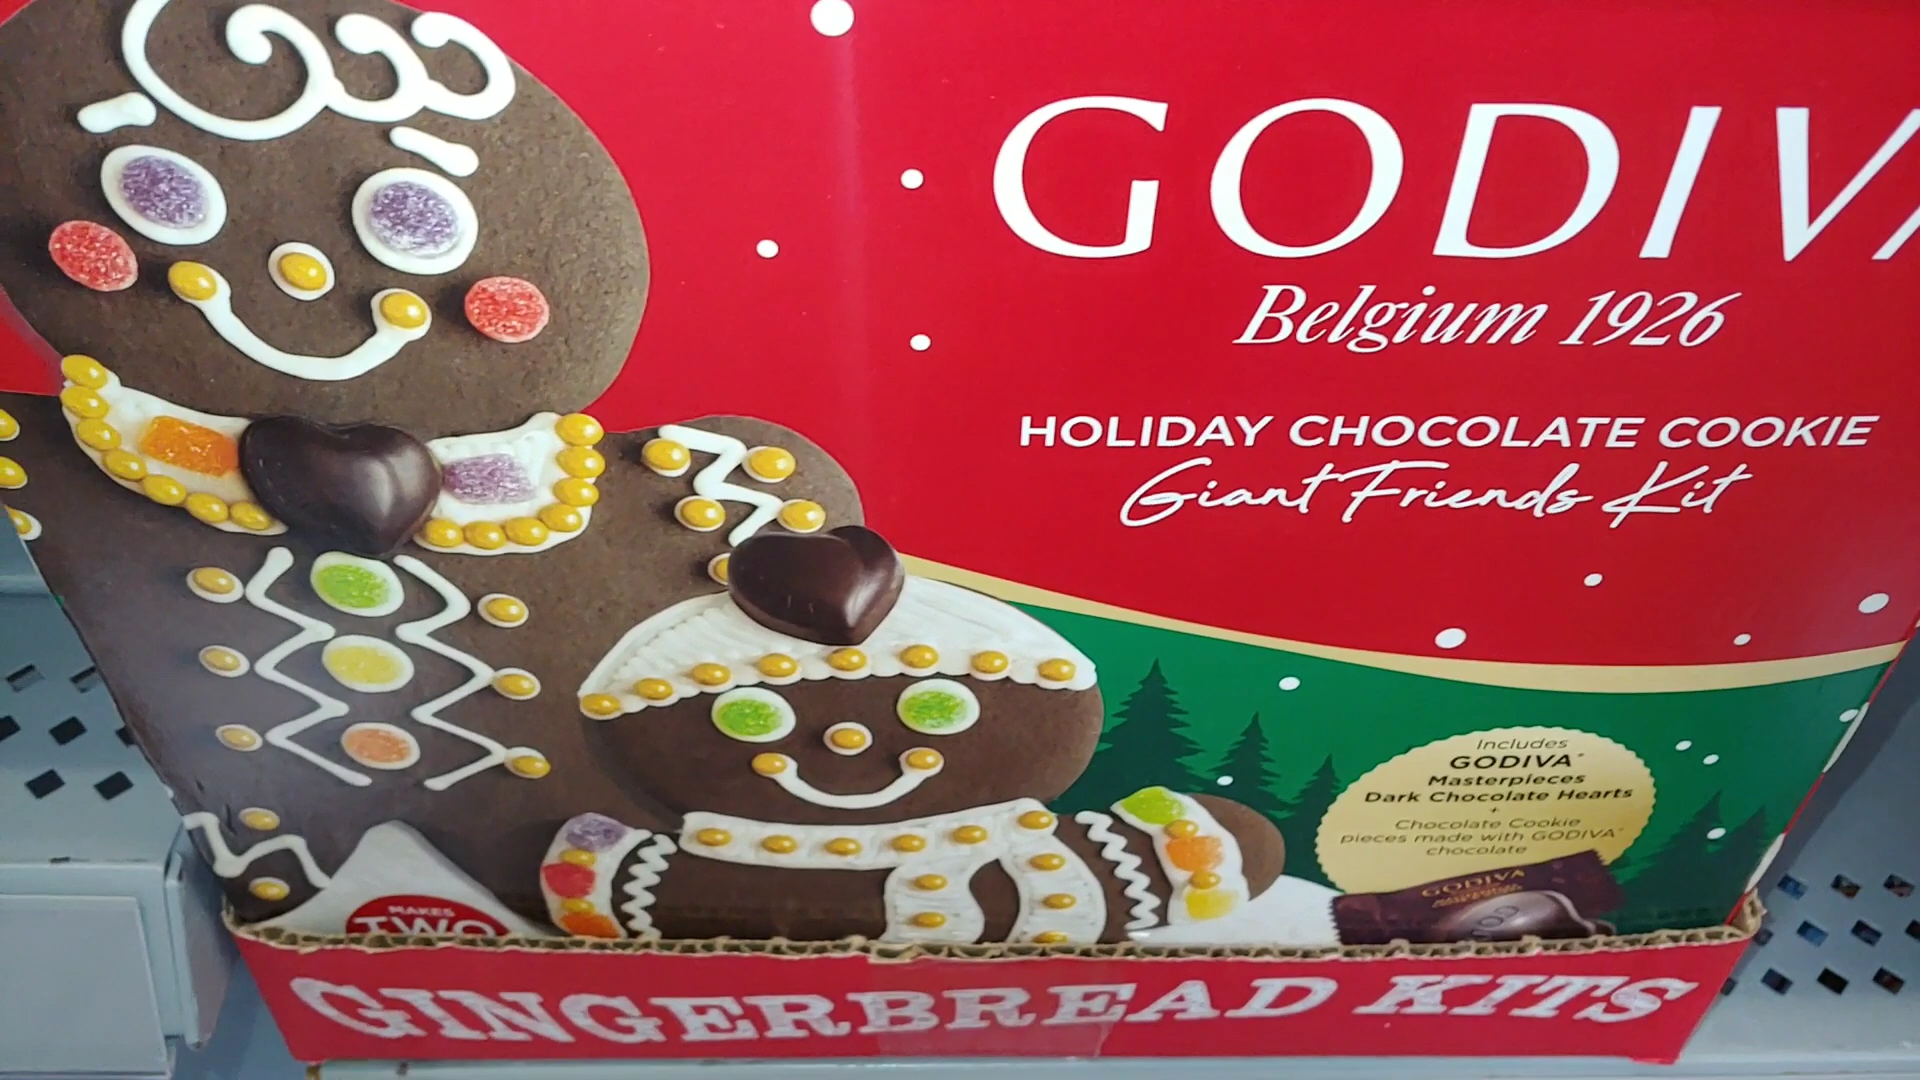 GODIVA
Belgium 1926
HOLIDAY CHOCOLATE COOKIE
Giant Friends Kit
Includes
GODIVA*
Masterpieces
Dark Chocolate Hearts
+
Chocolate Cookie
pieces made with GODIVA*
chocolate
GODIVA
MAKES
TWO
GINGERBREAD KITS